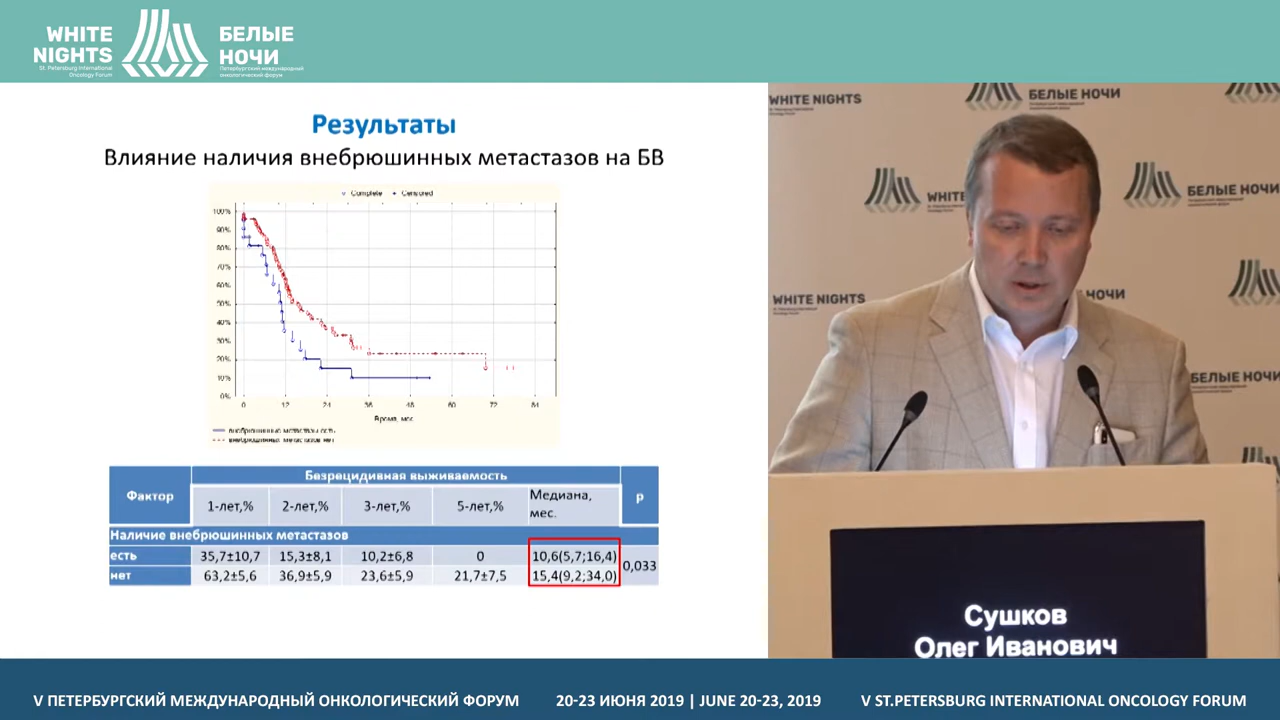 WHITE
NIGHTS
St. Petersburg International
Oncology Forum
БЕЛЫЕ
НОЧИ
Петербургский международный
онкологический форум
Результаты
Влияние наличия внебрюшинных метастазов на БВ
Complete Censored
100%
90%
80%
70%
60%
50%
40%
30%
20%
10%
0%
0 12 24 36 48 60 72 84
Время, мес
внебрюшинные метастазы есть
внебрюшинных метастазов нет
Фактор
Безрецидивная выживаемость
р
1-лет,% 2-лет,% 3-лет,% 5-лет,% Медиана,
мес.
Наличие внебрюшинных метастазов
есть 35,7±10,7 15,3±8,1 10,2±6,8 0 10,6(5,7;16,4)
нет 63,2±5,6 36,9±5,9 23,6±5,9 21,7±7,5 15,4(9,2;34,0)
0,033
WHITE NIGHTS
БЕЛЫЕ НОЧИ
WHITE
БЕЛЫЕ НОЧИ
WHITE NIGHTS
НОЧИ
БЕЛЫЕ НОЧИ
Сушков
Олег Иванович
V ПЕТЕРБУРГСКИЙ МЕЖДУНАРОДНЫЙ ОНКОЛОГИЧЕСКИЙ ФОРУМ
20-23 ИЮНЯ 2019 | JUNE 20-23, 2019
V ST.PETERSBURG INTERNATIONAL ONCOLOGY FORUM